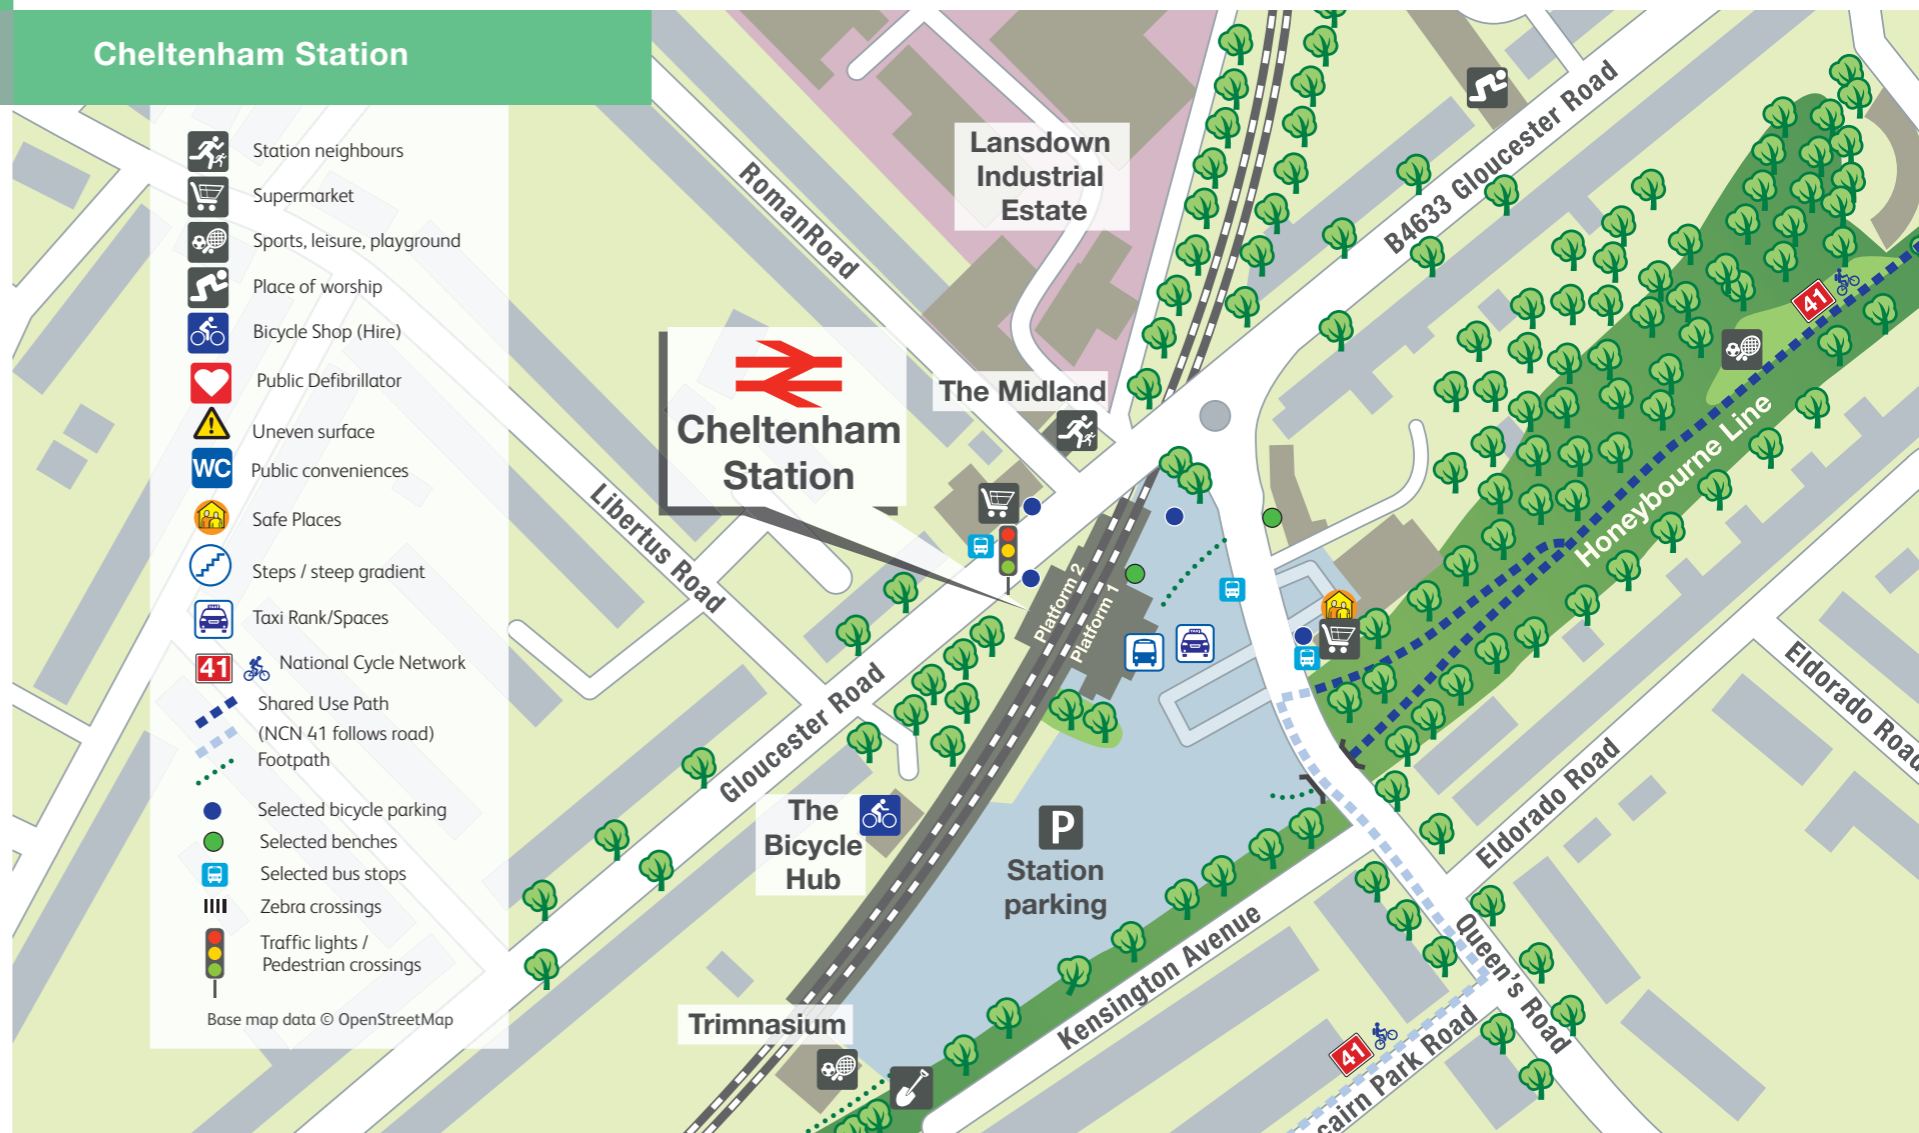 Cheltenham Station
Station neighbours
Supermarket
Sports, leisure, playground
Place of worship
Bicycle Shop (Hire)
Public Defibrillator
Uneven surface
WC Public conveniences
Safe Places
Steps / steep gradient
Taxi Rank/Spaces
41 National Cycle Network
Shared Use Path
(NCN 41 follows road)
Footpath
Selected bicycle parking
Selected benches
Selected bus stops
Zebra crossings
Traffic lights /
Pedestrian crossings
Base map data © OpenStreetMap
Lansdown
Industrial
Estate
RomanRoad
B4633 Gloucester Road
41
The Midland
Cheltenham
Station
Honeybourne Line
Libertus Road
Platform 2
Platform 1
Gloucester Road
Eldorado Road
Eldorado Road
The
Bicycle
Hub
P
Station
parking
Kensington Avenue
Queen's Road
Trimnasium
41
cairn Park Road